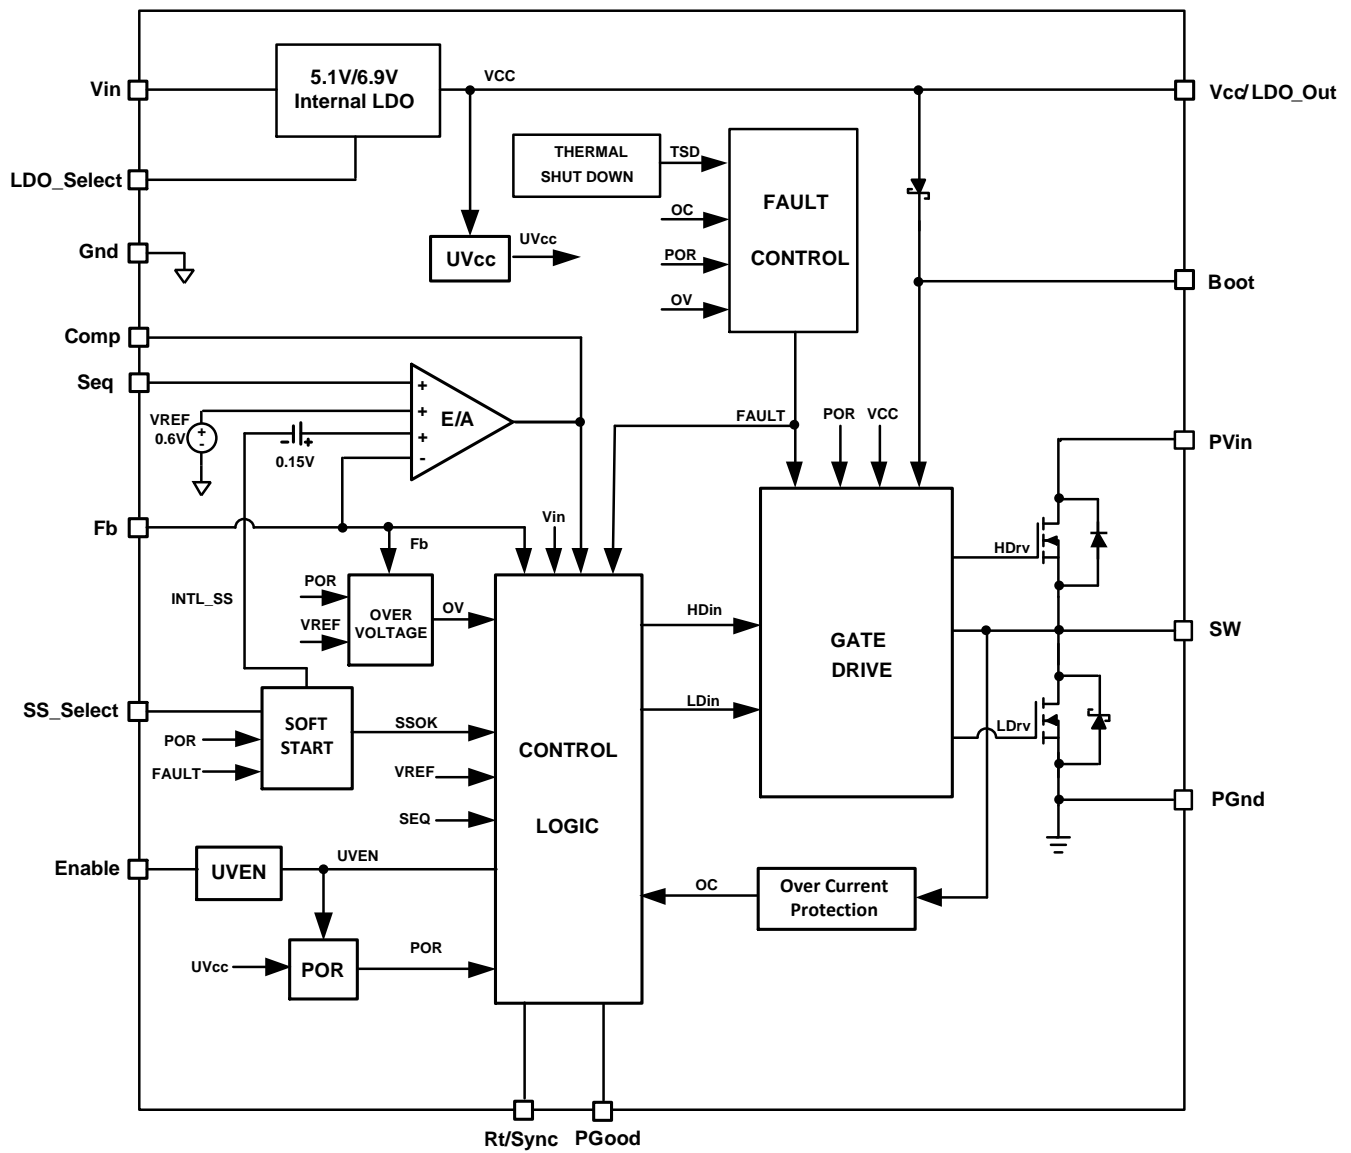 5.1V/6.9V
Internal LDO
VCC
Vin
Vcc/LDO_Out
LDO_Select
THERMAL
SHUT DOWN
TSD
OC
POR
OV
FAULT
CONTROL
Gnd
UVcc
UVcc
Boot
Comp
Seq
VREF
0.6V
+
-
-
+
0.15V
+
+
+
-
E/A
FAULT
POR
VCC
PVin
Fb
Fb
Vin
HDrv
INTL_SS
POR
VREF
OVER
VOLTAGE
OV
HDin
GATE
DRIVE
SW
SS_Select
SOFT
START
SSOK
LDin
LDrv
POR
FAULT
VREF
SEQ
CONTROL
LOGIC
PGnd
Enable
UVEN
UVEN
OC
Over Current
Protection
UVcc
POR
POR
Rt/Sync
PGood